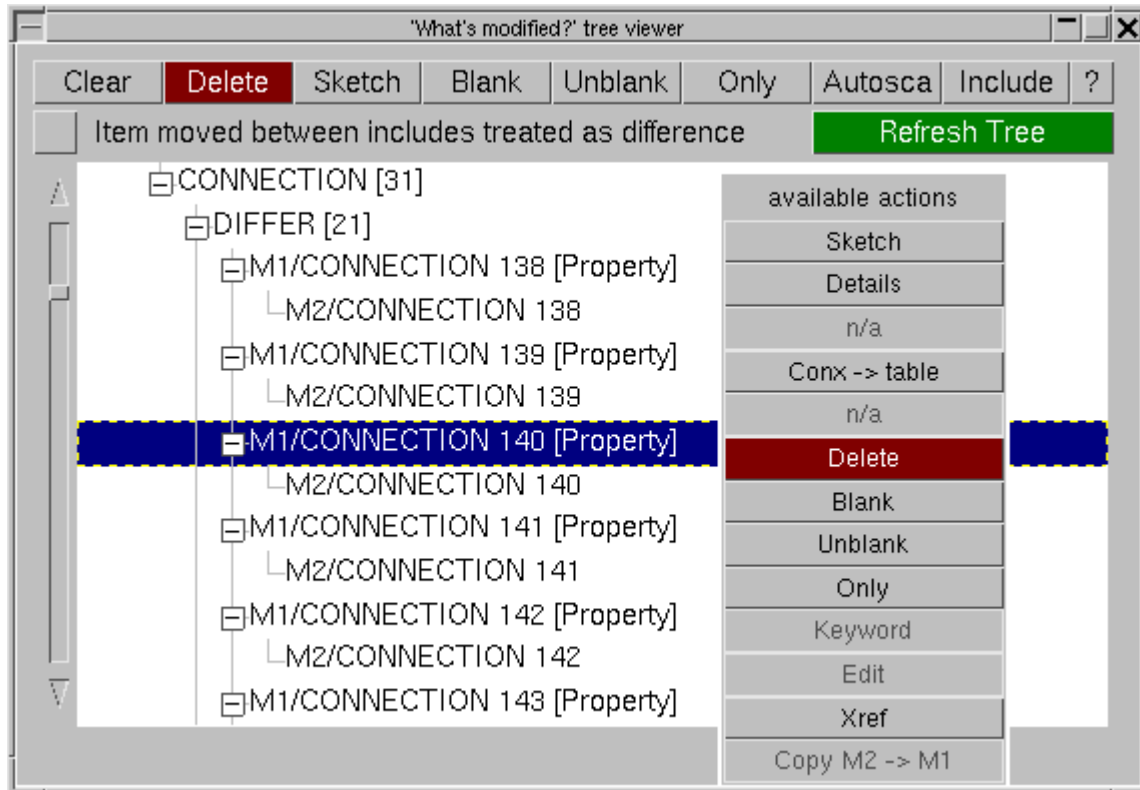 'What's modified?' tree viewer
Clear Delete Sketch Blank Unblank Only Autosca Include ?
Item moved between includes treated as difference Refresh Tree
CONNECTION [31]
DIFFER [21]
M1/CONNECTION 138 [Property]
M2/CONNECTION 138
M1/CONNECTION 139 [Property]
M2/CONNECTION 139
M1/CONNECTION 140 [Property]
M2/CONNECTION 140
M1/CONNECTION 141 [Property]
M2/CONNECTION 141
M1/CONNECTION 142 [Property]
M2/CONNECTION 142
M1/CONNECTION 143 [Property]
available actions
Sketch
Details
n/a
Conx -> table
n/a
Delete
Blank
Unblank
Only
Keyword
Edit
Xref
Copy M2 -> M1